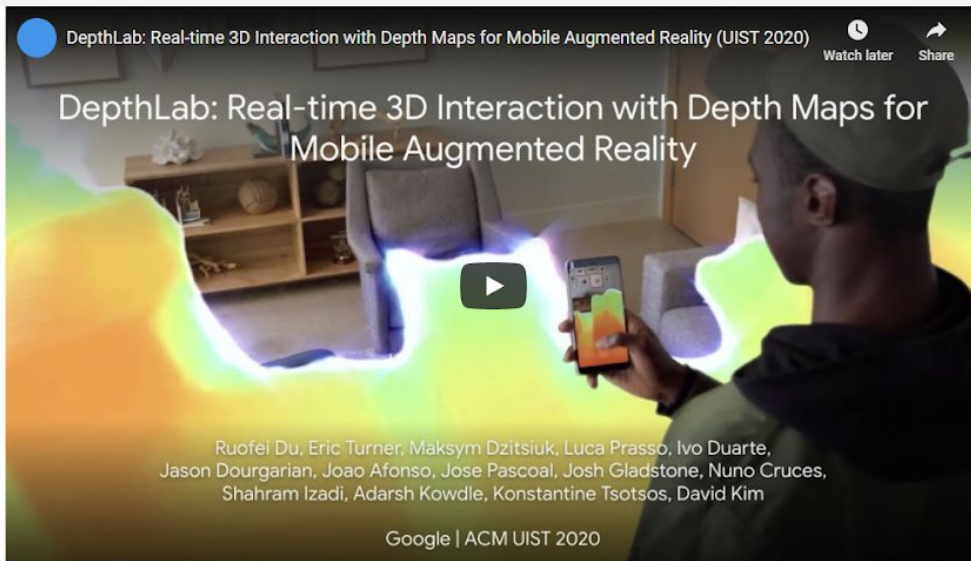 DepthLab: Real-time 3D Interaction with Depth Maps for Mobile Augmented Reality (UIST 2020)
Watch later
Share
DepthLab: Real-time 3D Interaction with Depth Maps for
Mobile Augmented Reality
Ruofei Du, Eric Turner, Maksym Dzitsiuk, Luca Prasso, Ivo Duarte,
Jason Dourgarian, Joao Afonso, Jose Pascoal, Josh Gladstone, Nuno Cruces,
Shahram Izadi, Adarsh Kowdle, Konstantine Tsotsos, David Kim
Google | ACM UIST 2020